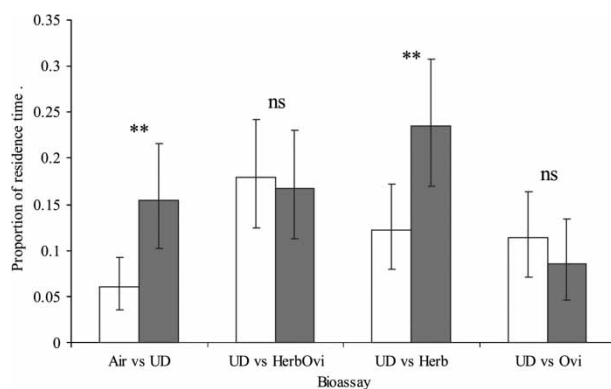 0.35
0.3
0.25
0.2
0.15
0.1
0.05
0
Proportion of residence time .
**
ns
**
ns
Air vs UD
UD vs HerbOvi
UD vs Herb
UD vs Ovi
Bioassay